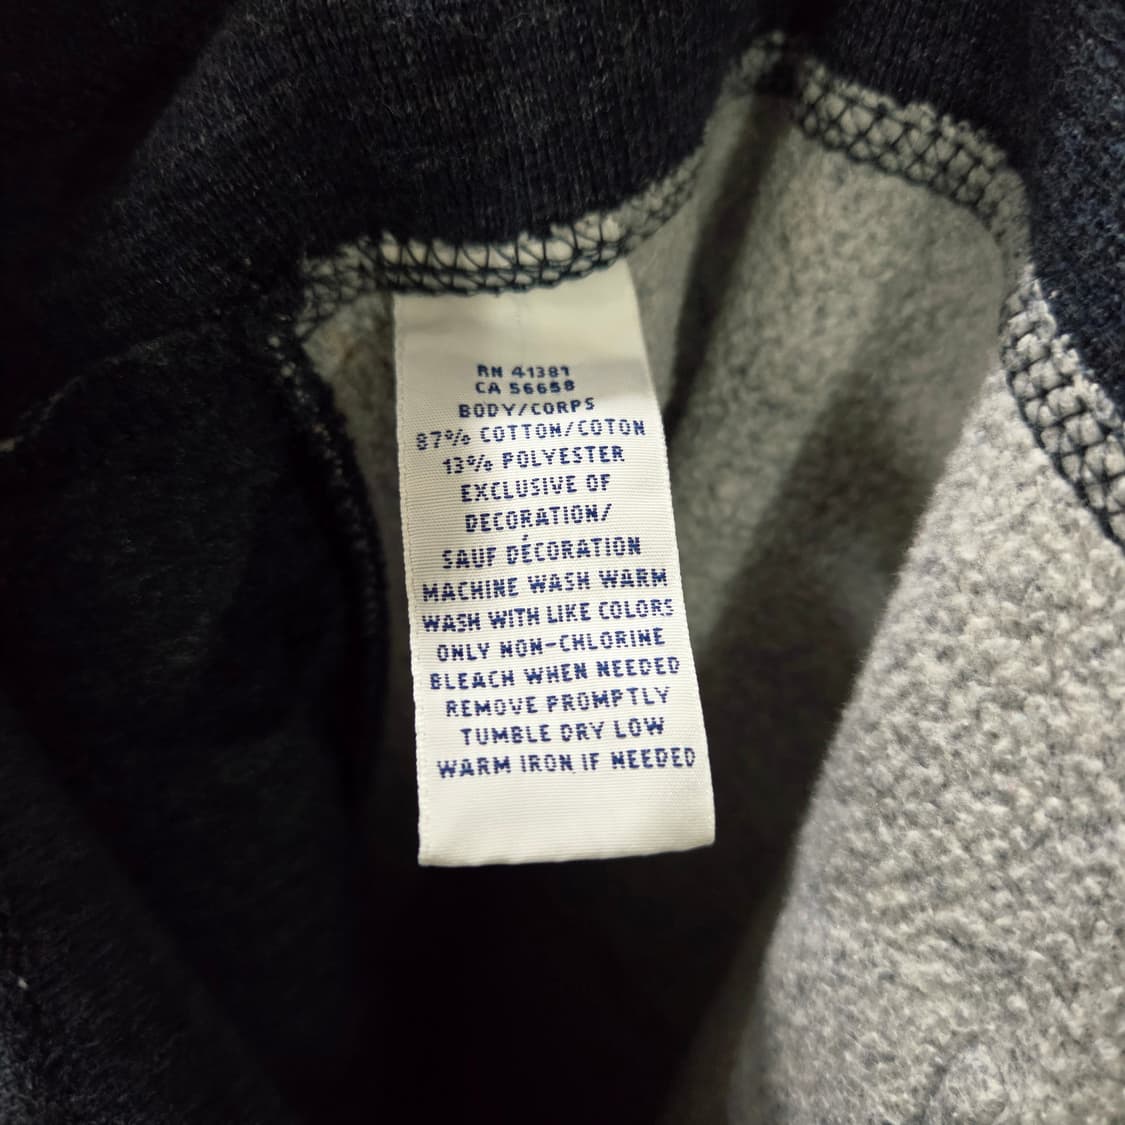 RN 41381
CA 56658
BODY/CORPS
87% COTTON/COTON
13% POLYESTER
EXCLUSIVE OF
DECORATION/
SAUF DÉCORATION
MACHINE WASH WARM
WASH WITH LIKE COLORS
ONLY NON-CHLORINE
BLEACH WHEN NEEDED
REMOVE PROMPTLY
TUMBLE DRY LOW
WARM IRON IF NEEDED